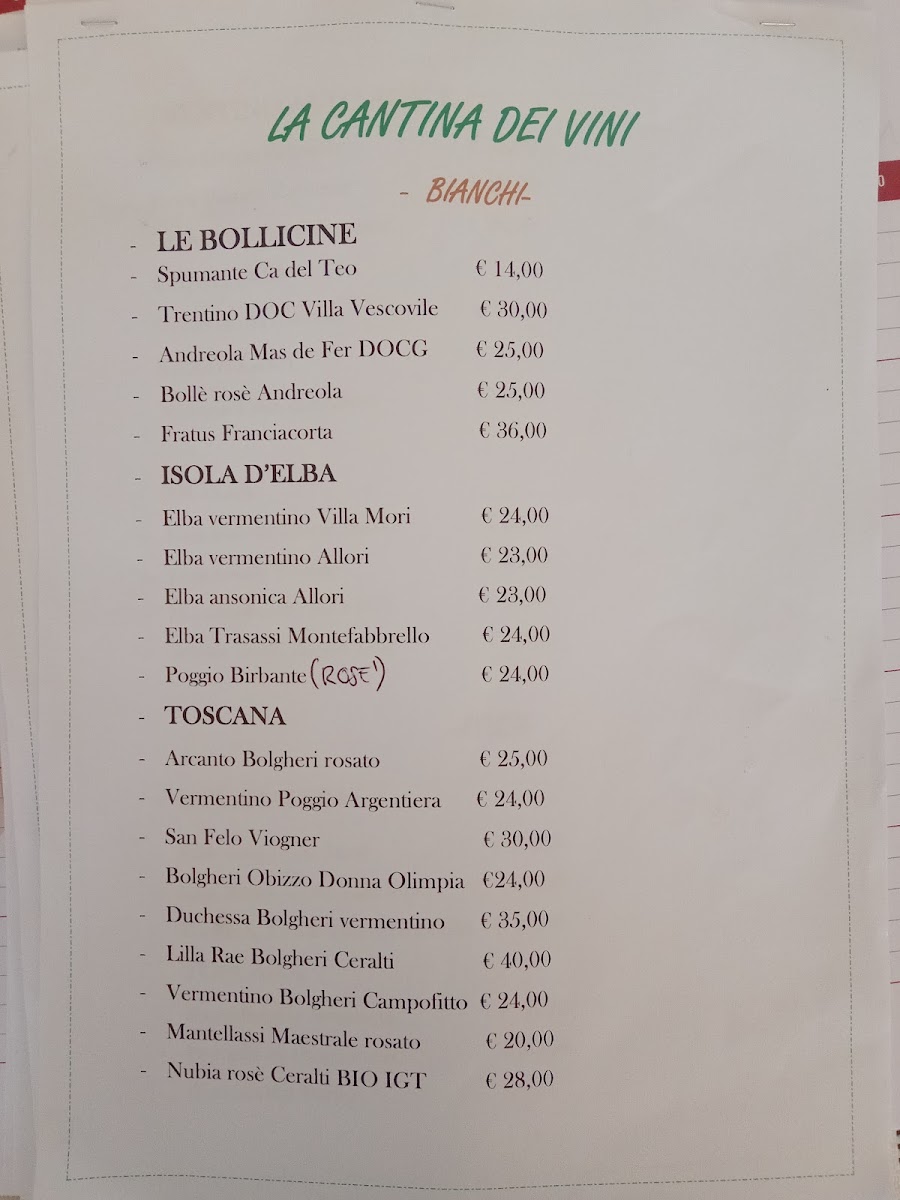 LA CANTINA DEI VINI
- BIANCHI-
- LE BOLLICINE
- Spumante Ca del Teo € 14,00
- Trentino DOC Villa Vescovile € 30,00
- Andreola Mas de Fer DOCG € 25,00
- Bollè rosè Andreola € 25,00
- Fratus Franciacorta € 36,00
- ISOLA D'ELBA
- Elba vermentino Villa Mori € 24,00
- Elba vermentino Allori € 23,00
- Elba ansonica Allori € 23,00
- Elba Trasassi Montefabbrello € 24,00
- Poggio Birbante (ROSE') € 24,00
- TOSCANA
- Arcanto Bolgheri rosato € 25,00
- Vermentino Poggio Argentiera € 24,00
- San Felo Viogner € 30,00
- Bolgheri Obizzo Donna Olimpia €24,00
- Duchessa Bolgheri vermentino € 35,00
- Lilla Rae Bolgheri Ceralti € 40,00
- Vermentino Bolgheri Campofitto € 24,00
- Mantellassi Maestrale rosato € 20,00
- Nubia rosè Ceralti BIO IGT € 28,00